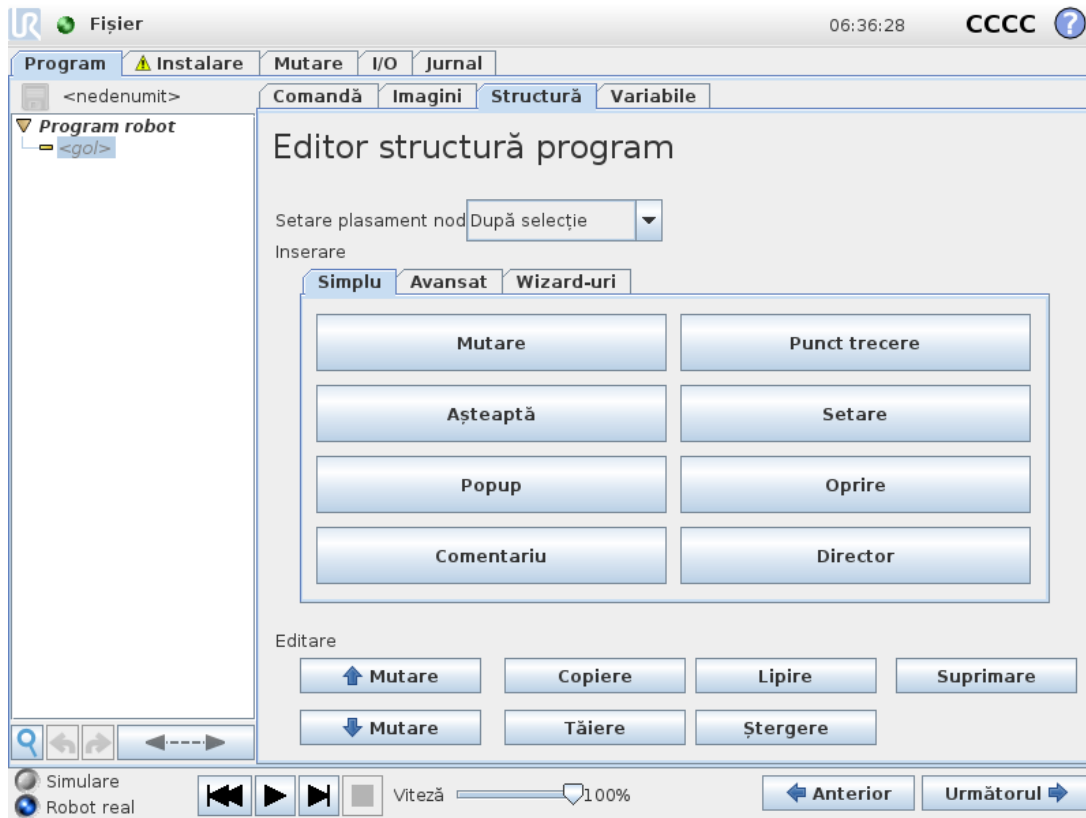 Fișier 06:36:28 CCCC ?
Program Instalare Mutare I/O Jurnal
<nedenumit>
Comandă Imagini Structură Variabile
Program robot
<gol>
Editor structură program
Setare plasament nod După selecție
Inserare
Simplu Avansat Wizard-uri
Mutare Punct trecere
Așteaptă Setare
Popup Oprire
Comentariu Director
Editare
Mutare Copiere Lipire Suprimare
Mutare Tăiere Ștergere
Simulare
Robot real
Viteză 100%
Anterior Următorul